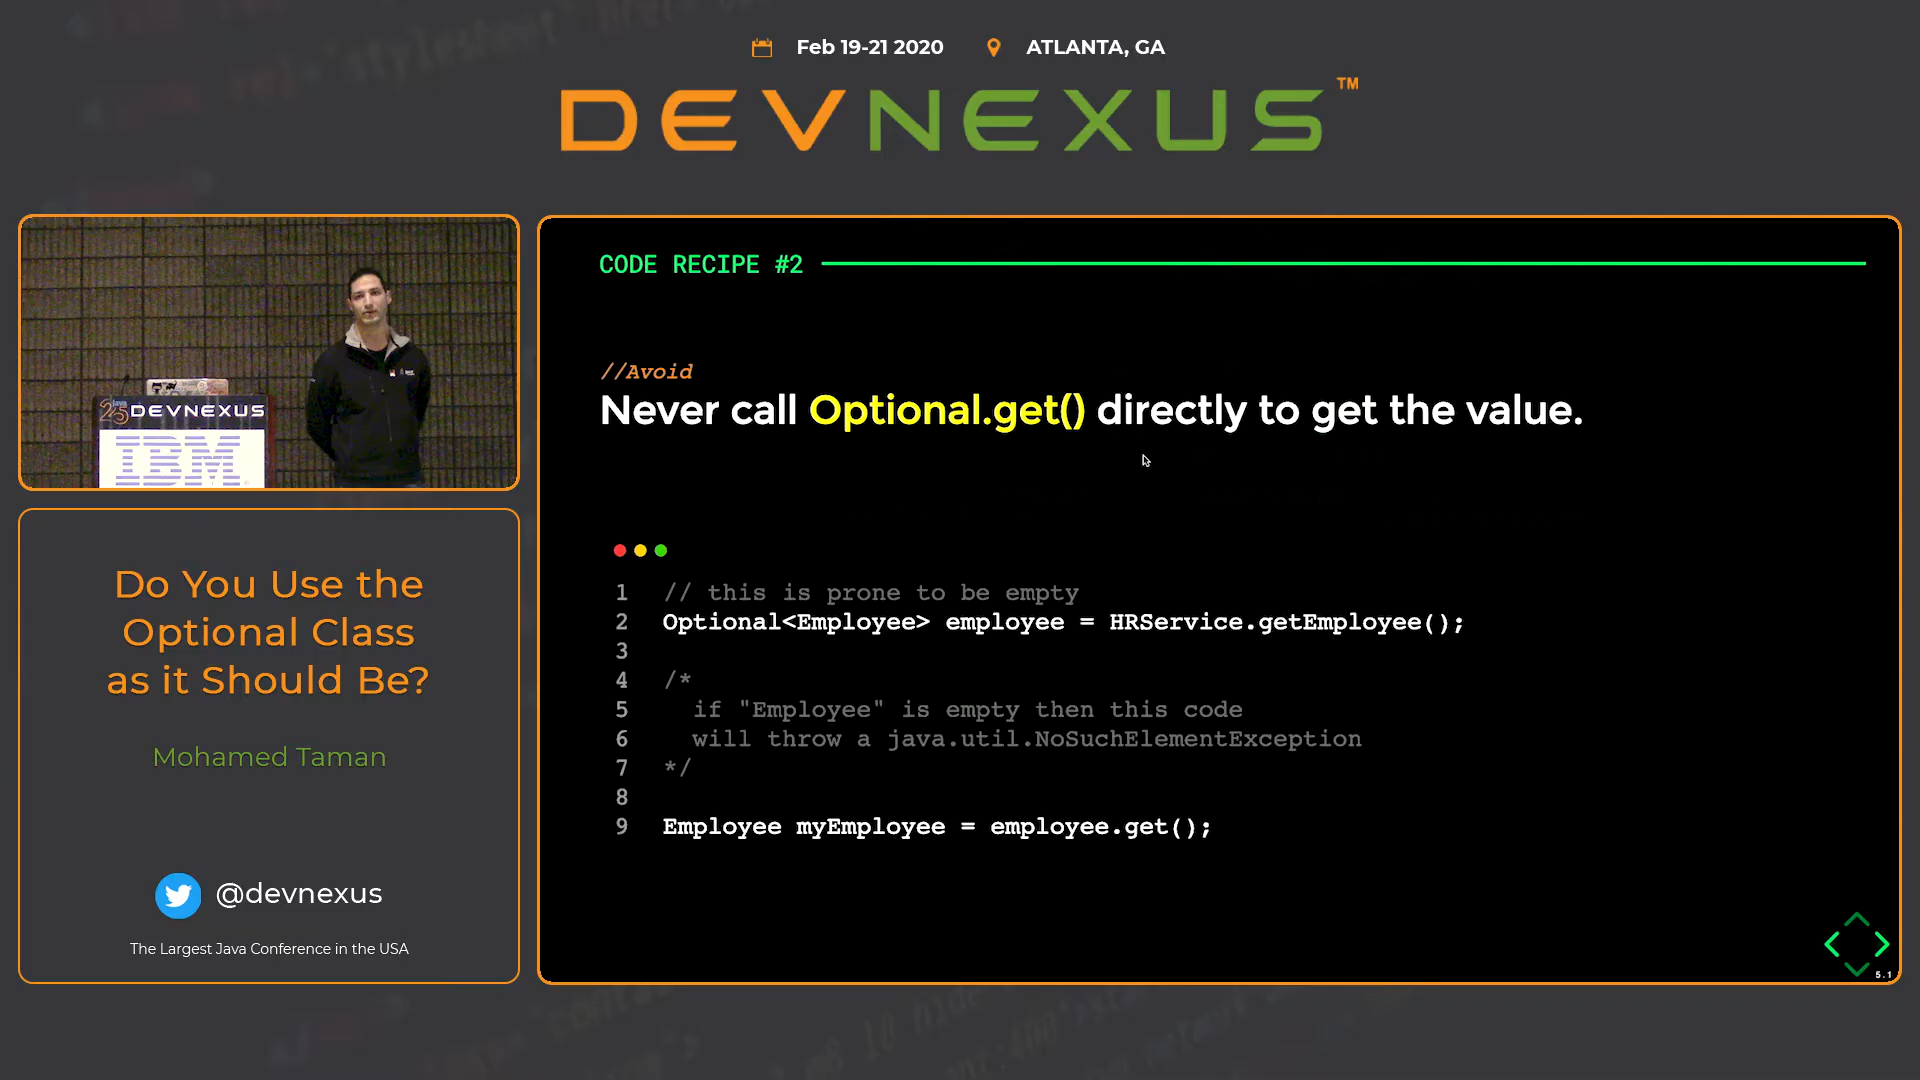 Feb 19-21 2020 ATLANTA, GA
DEVNEXUS™
25 DEVNEXUS
IBM
Do You Use the
Optional Class
as it Should Be?
Mohamed Taman
@devnexus
The Largest Java Conference in the USA
CODE RECIPE #2
//Avoid
Never call Optional.get() directly to get the value.
1 // this is prone to be empty
2 Optional<Employee> employee = HRService.getEmployee();
3
4 /*
5 if "Employee" is empty then this code
6 will throw a java.util.NoSuchElementException
7 */
8
9 Employee myEmployee = employee.get();
5.1